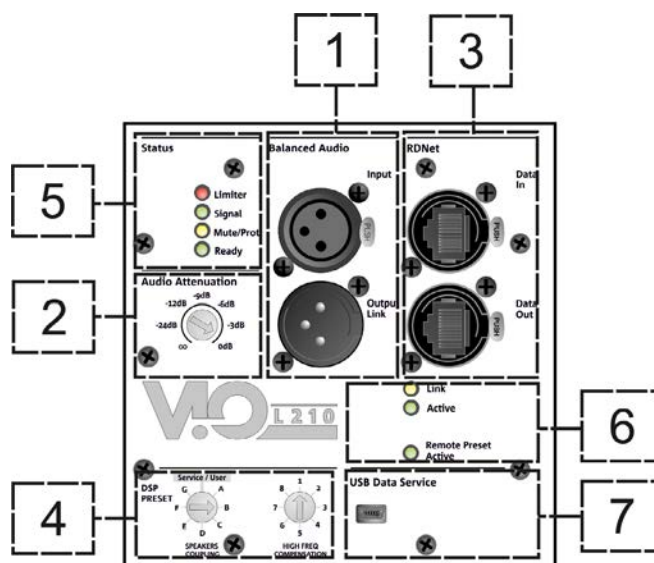 1
3
5
2
6
4
7
Status
Limiter
Signal
Mute/Prot
Ready
Balanced Audio
Input
PUSH
Output
Link
RDNet
Data
In
PUSH
Data
Out
PUSH
Audio Attenuation
-9dB
-12dB
-6dB
-24dB
-3dB
∞
0dB
ViO
L 210
Link
Active
Remote Preset
Active
DSP
PRESET
Service / User
G
A
F
B
E
C
D
SPEAKERS
COUPLING
1
8
2
7
3
6
4
5
HIGH FREQ
COMPENSATION
USB Data Service